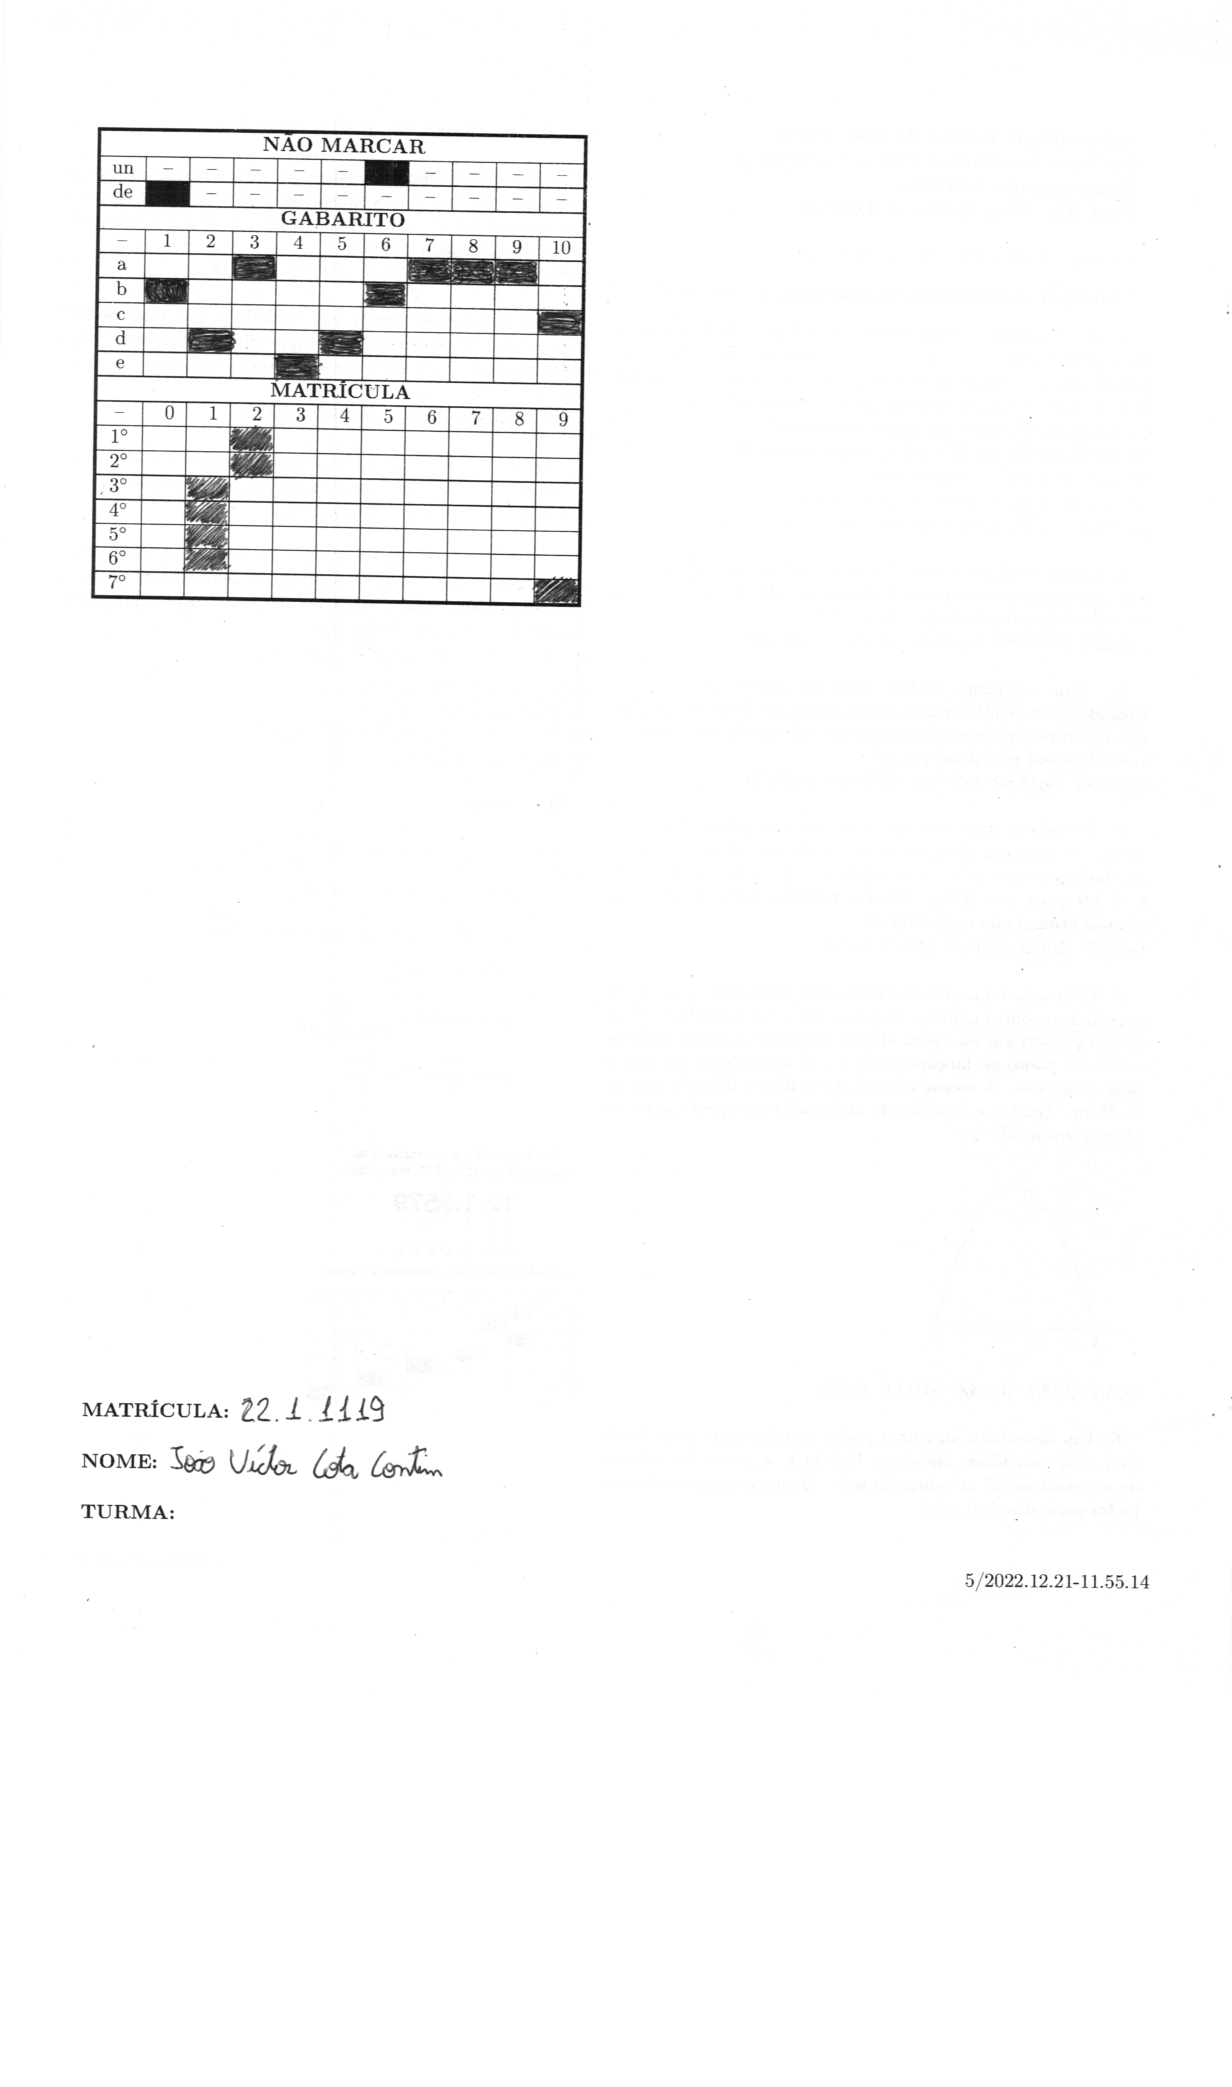 NÃO MARCAR
un – – – – – – – – –
de – – – – – – – – –
GABARITO
– 1 2 3 4 5 6 7 8 9 10
a
b
c
d
e
MATRÍCULA
– 0 1 2 3 4 5 6 7 8 9
1°
2°
3°
4°
5°
6°
7°
MATRÍCULA: 22.1.1119
NOME: João Víctor Cota Contim
TURMA:
5/2022.12.21-11.55.14